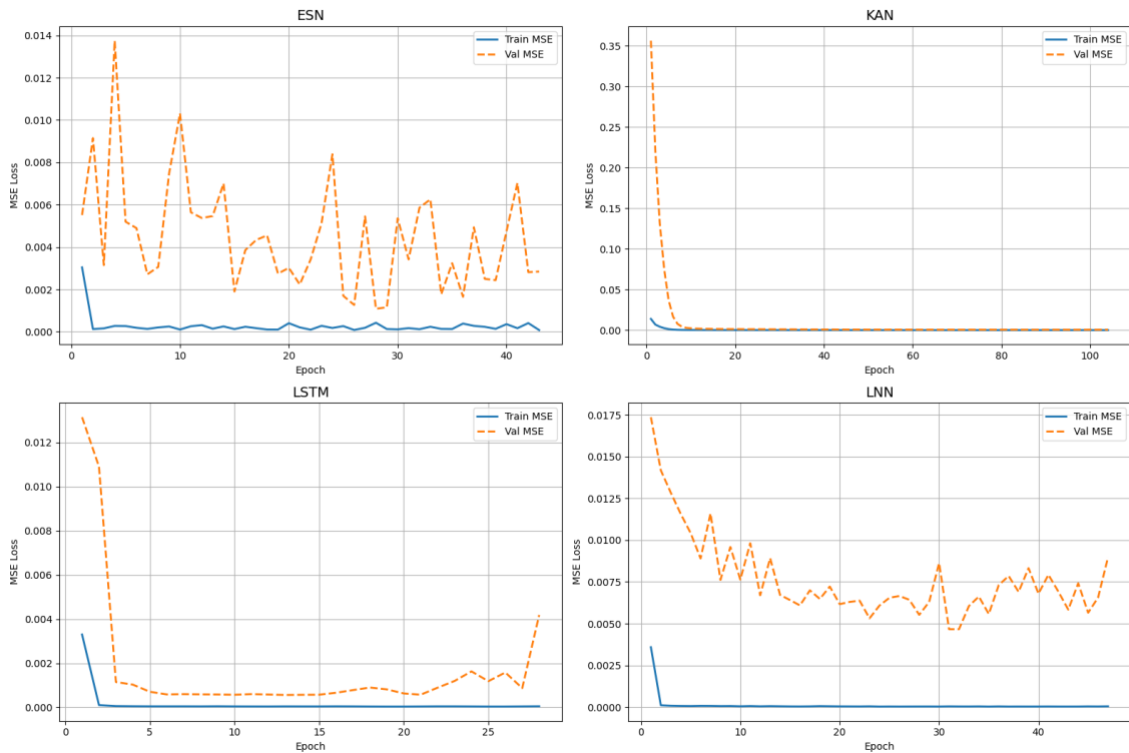 ESN
KAN
0.014
0.012
0.010
0.008
0.006
0.004
0.002
0.000
MSE Loss
0 10 20 30 40
Epoch
Train MSE
Val MSE
0.35
0.30
0.25
0.20
0.15
0.10
0.05
0.00
MSE Loss
0 20 40 60 80 100
Epoch
Train MSE
Val MSE
LSTM
LNN
0.012
0.010
0.008
0.006
0.004
0.002
0.000
MSE Loss
0 5 10 15 20 25
Epoch
Train MSE
Val MSE
0.0175
0.0150
0.0125
0.0100
0.0075
0.0050
0.0025
0.0000
MSE Loss
0 10 20 30 40
Epoch
Train MSE
Val MSE